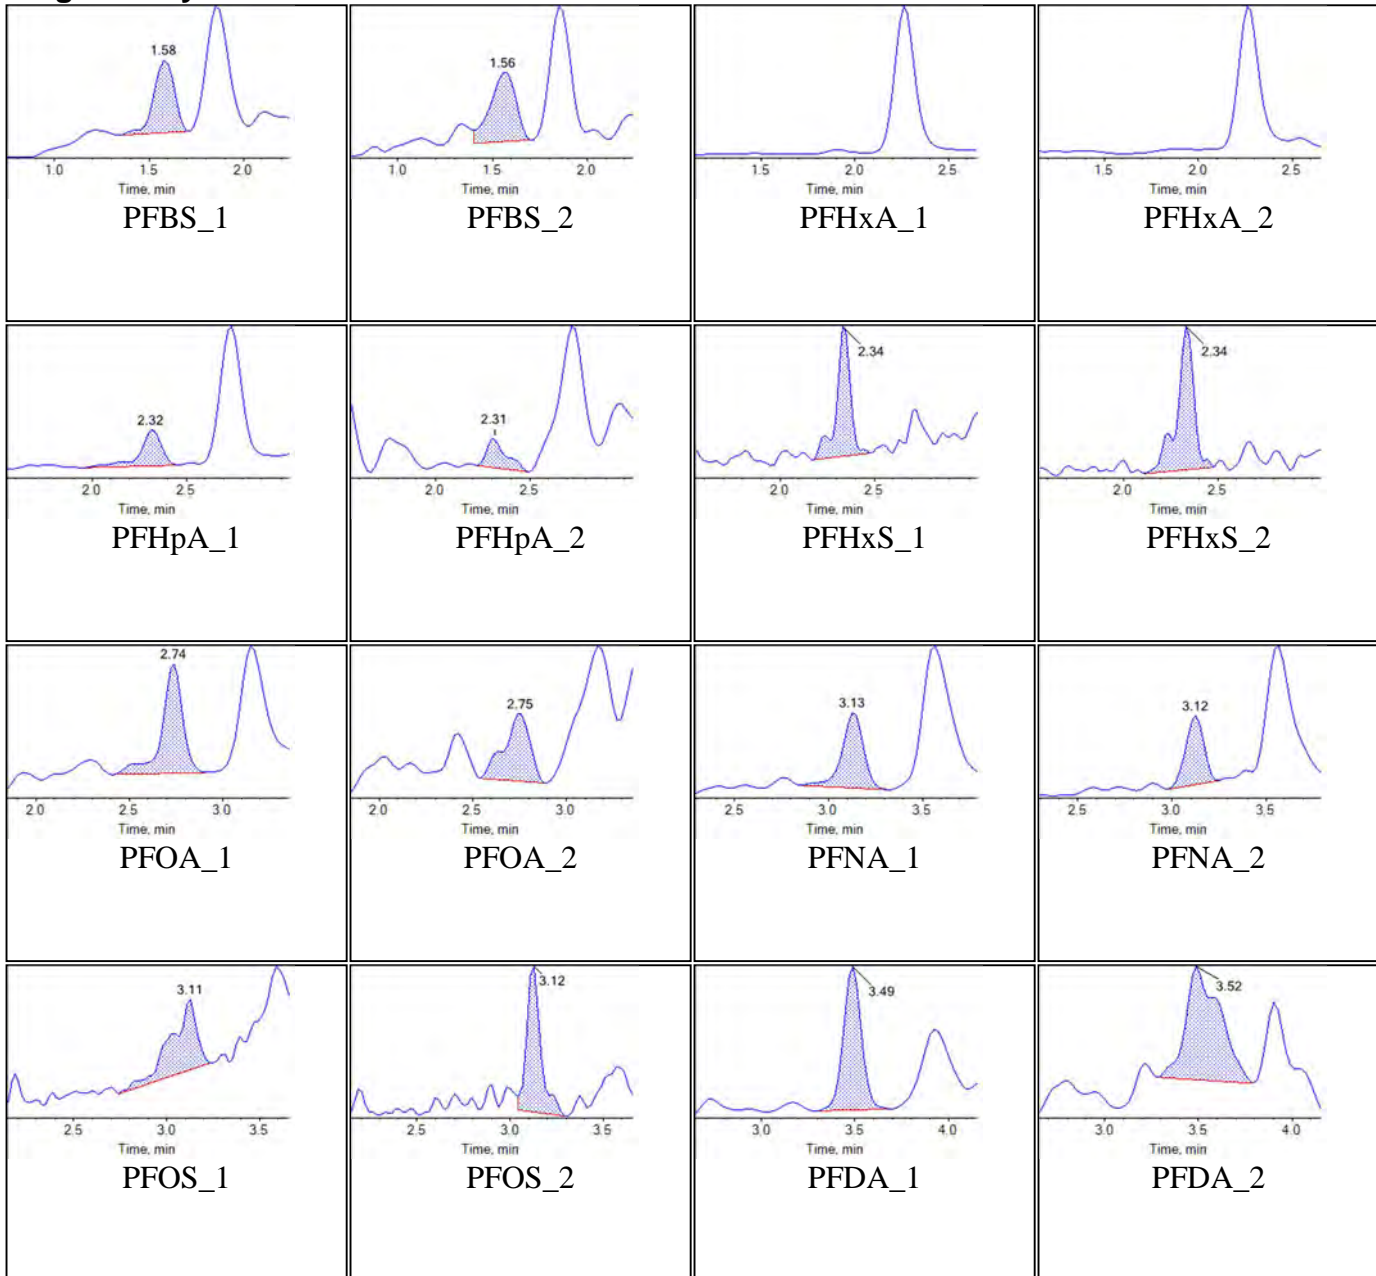 1.58
1.0 1.5 2.0
Time, min
PFBS_1
1.56
1.0 1.5 2.0
Time, min
PFBS_2
1.5 2.0 2.5
Time, min
PFHxA_1
1.5 2.0 2.5
Time, min
PFHxA_2
2.32
2.0 2.5
Time, min
PFHpA_1
2.31
2.0 2.5
Time, min
PFHpA_2
2.34
2.0 2.5
Time, min
PFHxS_1
2.34
2.0 2.5
Time, min
PFHxS_2
2.74
2.0 2.5 3.0
Time, min
PFOA_1
2.75
2.0 2.5 3.0
Time, min
PFOA_2
3.13
2.5 3.0 3.5
Time, min
PFNA_1
3.12
2.5 3.0 3.5
Time, min
PFNA_2
3.11
2.5 3.0 3.5
Time, min
PFOS_1
3.12
2.5 3.0 3.5
Time, min
PFOS_2
3.49
3.0 3.5 4.0
Time, min
PFDA_1
3.52
3.0 3.5 4.0
Time, min
PFDA_2